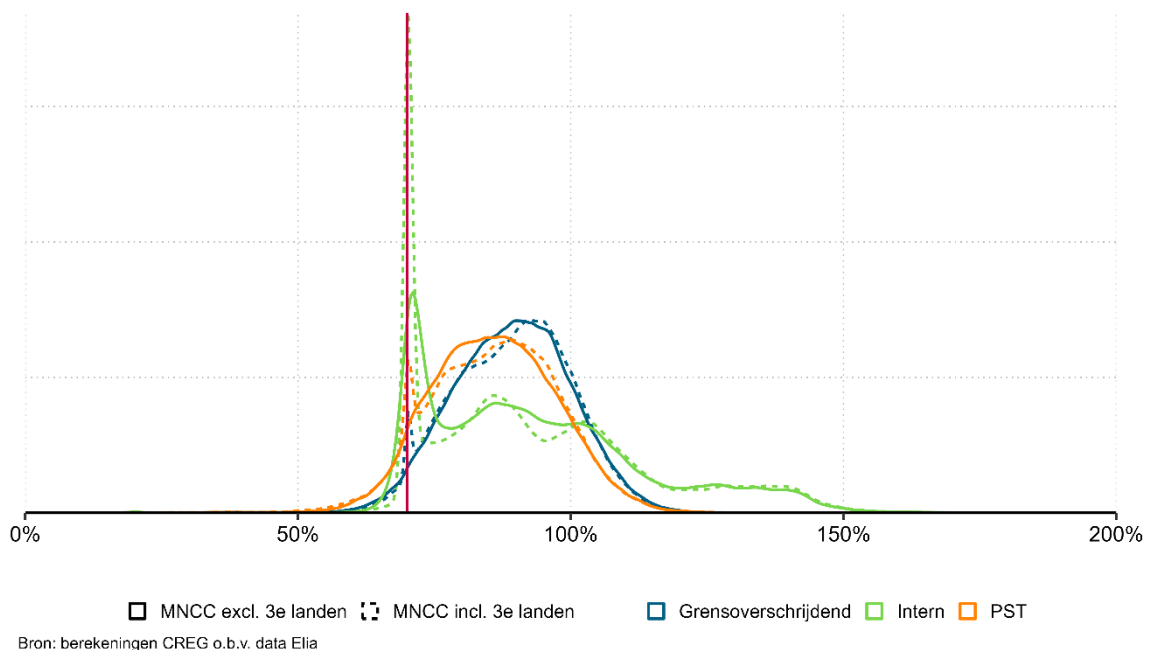 0% 50% 100% 150% 200%
MNCC excl. 3e landen MNCC incl. 3e landen Grensoverschrijdend Intern PST
Bron: berekeningen CREG o.b.v. data Elia